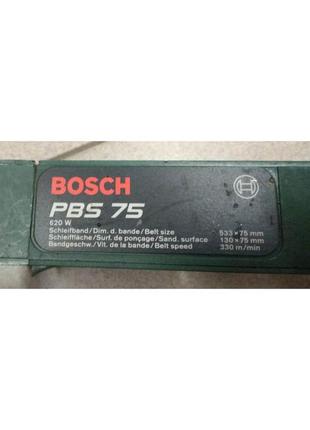 BOSCH
PBS 75
620 W
Schleifband/Dim. d. bande/Belt size 533 × 75 mm
Schleiffläche/Surf. de ponçage/Sand. surface 130 × 75 mm
Bandgeschw./Vit. de la bande/Belt speed 330 m/min